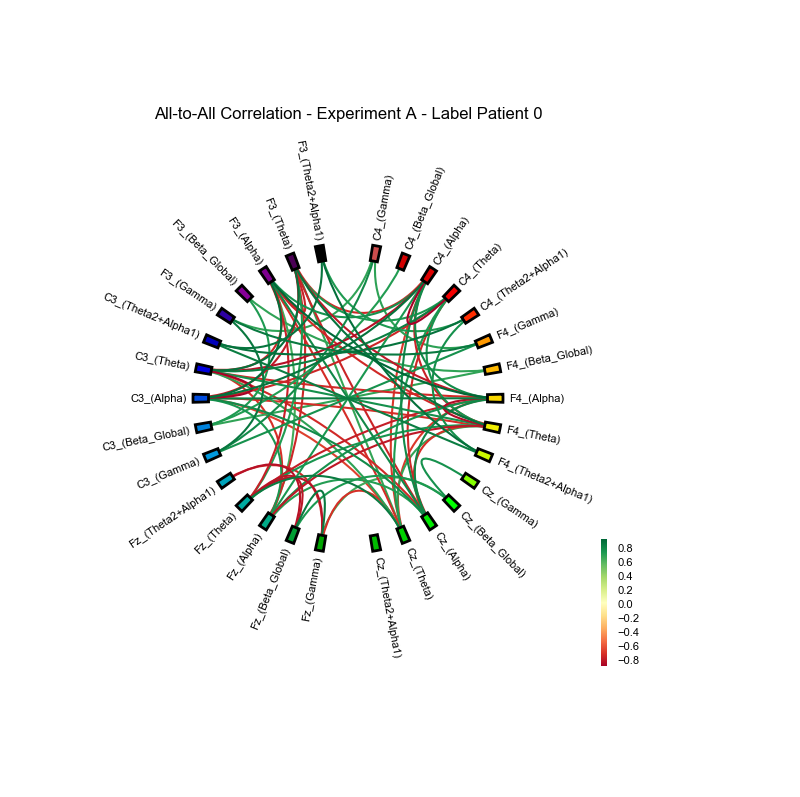 All-to-All Correlation - Experiment A - Label Patient 0
F3_(Theta2+Alpha1)
F3_(Theta)
F3_(Alpha)
F3_(Beta_Global)
F3_(Gamma)
C3_(Theta2+Alpha1)
C3_(Theta)
C3_(Alpha)
C3_(Beta_Global)
C3_(Gamma)
Fz_(Theta2+Alpha1)
Fz_(Theta)
Fz_(Alpha)
Fz_(Beta_Global)
Fz_(Gamma)
Cz_(Theta2+Alpha1)
Cz_(Theta)
Cz_(Alpha)
Cz_(Beta_Global)
Cz_(Gamma)
F4_(Theta2+Alpha1)
F4_(Theta)
F4_(Alpha)
F4_(Beta_Global)
F4_(Gamma)
C4_(Theta2+Alpha1)
C4_(Theta)
C4_(Alpha)
C4_(Beta_Global)
C4_(Gamma)
0.8
0.6
0.4
0.2
0.0
−0.2
−0.4
−0.6
−0.8